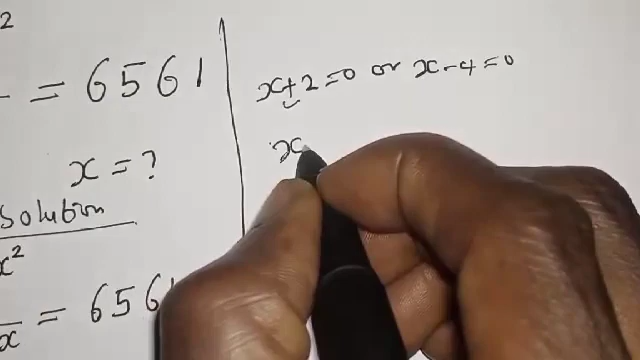 2
= 6561
x = ?
Solution
x²
x = 656
x+2=0 or x-4=0
x